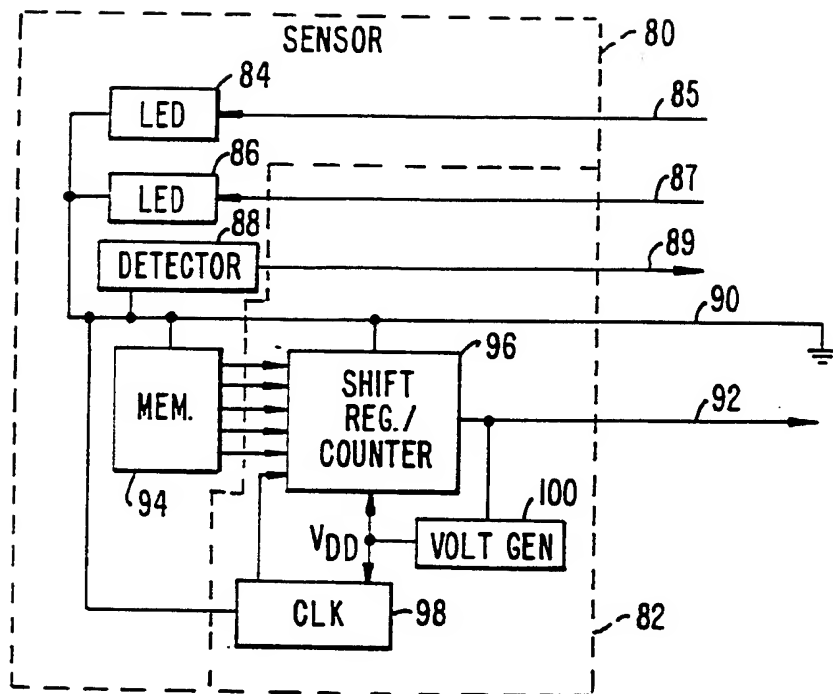 SENSOR
80
84
LED
85
86
LED
87
88
DETECTOR
89
90
96
MEM.
SHIFT
REG./
COUNTER
92
94
100
VDD
VOLT GEN
CLK
98
82